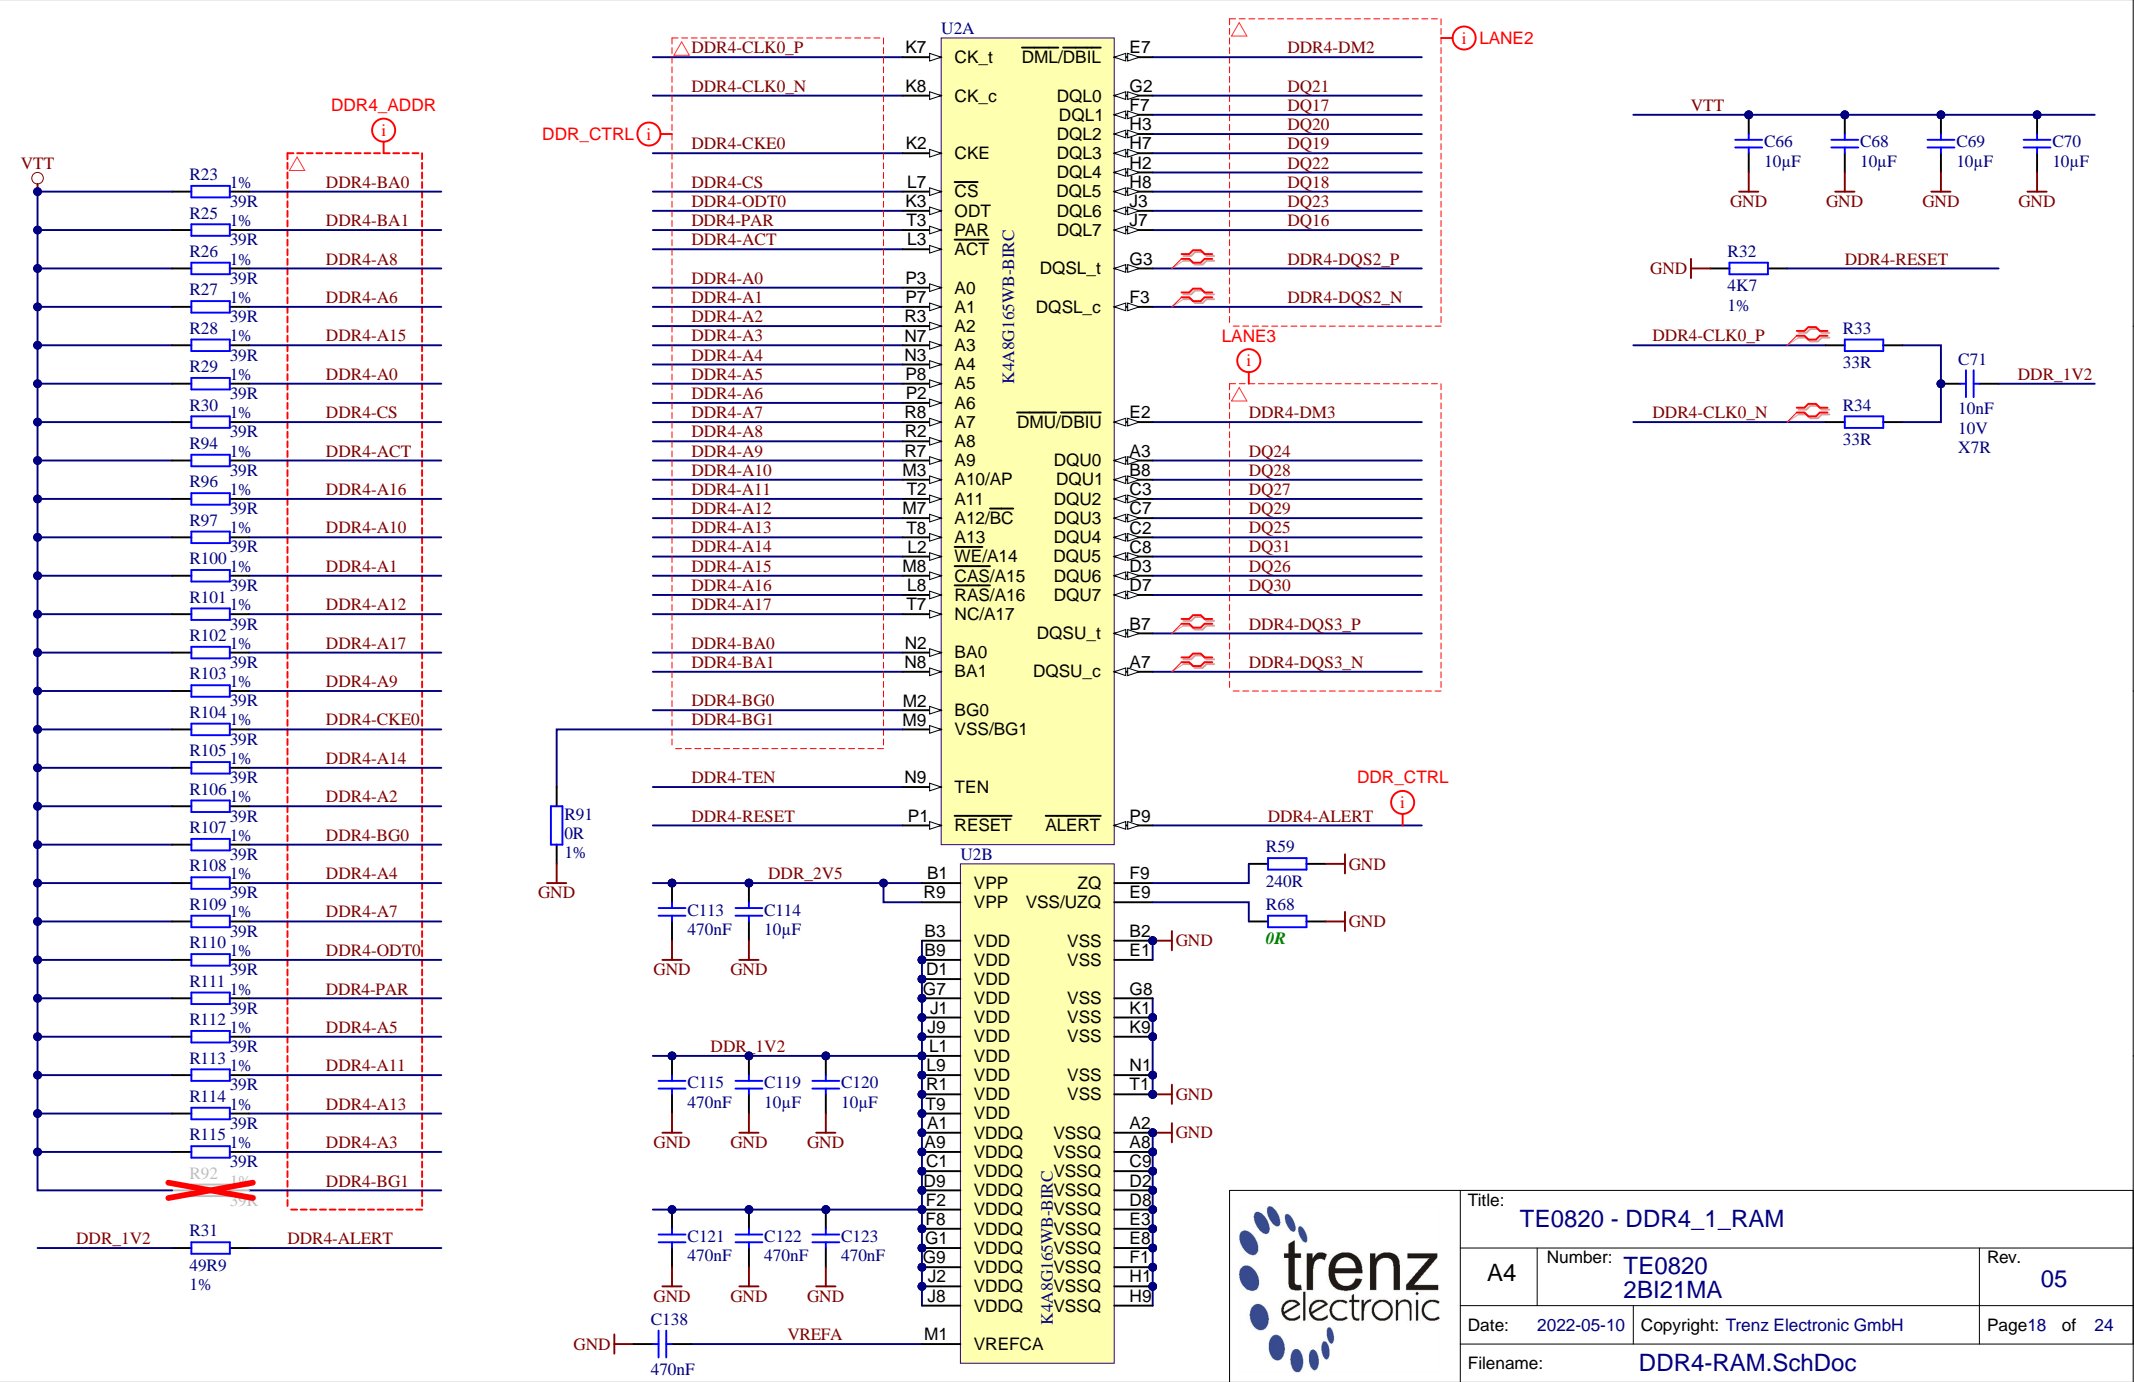 DDR4_ADDR
VTT
R23 1% 39R DDR4-BA0
R25 1% 39R DDR4-BA1
R26 1% 39R DDR4-A8
R27 1% 39R DDR4-A6
R28 1% 39R DDR4-A15
R29 1% 39R DDR4-A0
R30 1% 39R DDR4-CS
R94 1% 39R DDR4-ACT
R96 1% 39R DDR4-A16
R97 1% 39R DDR4-A10
R100 1% 39R DDR4-A1
R101 1% 39R DDR4-A12
R102 1% 39R DDR4-A17
R103 1% 39R DDR4-A9
R104 1% 39R DDR4-CKE0
R105 1% 39R DDR4-A14
R106 1% 39R DDR4-A2
R107 1% 39R DDR4-BG0
R108 1% 39R DDR4-A4
R109 1% 39R DDR4-A7
R110 1% 39R DDR4-ODT0
R111 1% 39R DDR4-PAR
R112 1% 39R DDR4-A5
R113 1% 39R DDR4-A11
R114 1% 39R DDR4-A13
R115 1% 39R DDR4-A3
R92 1% 39R DDR4-BG1
DDR_1V2 R31 DDR4-ALERT
49R9
1%
U2A
DDR_CTRL i
DDR4-CLK0_P K7 CK_t
DDR4-CLK0_N K8 CK_c
DDR4-CKE0 K2 CKE
DDR4-CS L7 CS
DDR4-ODT0 K3 ODT
DDR4-PAR T3 PAR
DDR4-ACT L3 ACT
DDR4-A0 P3 A0
DDR4-A1 P7 A1
DDR4-A2 R3 A2
DDR4-A3 N7 A3
DDR4-A4 N3 A4
DDR4-A5 P8 A5
DDR4-A6 P2 A6
DDR4-A7 R8 A7
DDR4-A8 R2 A8
DDR4-A9 R7 A9
DDR4-A10 M3 A10/AP
DDR4-A11 T2 A11
DDR4-A12 M7 A12/BC
DDR4-A13 T8 A13
DDR4-A14 L2 WE/A14
DDR4-A15 M8 CAS/A15
DDR4-A16 L8 RAS/A16
DDR4-A17 T7 NC/A17
DDR4-BA0 N2 BA0
DDR4-BA1 N8 BA1
DDR4-BG0 M2 BG0
DDR4-BG1 M9 VSS/BG1
DDR4-TEN N9 TEN
DDR4-RESET P1 RESET
R91
0R
1%
GND
K4A8G165WB-BIRC
i LANE2
DML/DBIL E7 DDR4-DM2
DQL0 G2 DQ21
DQL1 F7 DQ17
DQL2 H3 DQ20
DQL3 H7 DQ19
DQL4 H2 DQ22
DQL5 H8 DQ18
DQL6 J3 DQ23
DQL7 J7 DQ16
DQSL_t G3 DDR4-DQS2_P
DQSL_c F3 DDR4-DQS2_N
LANE3
i
DMU/DBIU E2 DDR4-DM3
DQU0 A3 DQ24
DQU1 B8 DQ28
DQU2 C3 DQ27
DQU3 C7 DQ29
DQU4 C2 DQ25
DQU5 C8 DQ31
DQU6 D3 DQ26
DQU7 D7 DQ30
DQSU_t B7 DDR4-DQS3_P
DQSU_c A7 DDR4-DQS3_N
DDR_CTRL
i
ALERT P9 DDR4-ALERT
U2B
DDR_2V5 B1 VPP
R9 VPP
C113 470nF GND
C114 10µF GND
B3 VDD
B9 VDD
D1 VDD
G7 VDD
J1 VDD
J9 VDD
DDR_1V2 L1 VDD
L9 VDD
R1 VDD
T9 VDD
C115 470nF GND
C119 10µF GND
C120 10µF GND
A1 VDDQ
A9 VDDQ
C1 VDDQ
D9 VDDQ
F2 VDDQ
F8 VDDQ
G1 VDDQ
G9 VDDQ
J2 VDDQ
J8 VDDQ
C121 470nF GND
C122 470nF GND
C123 470nF GND
GND C138 470nF VREFA M1 VREFCA
K4A8G165WB-BIRC
ZQ F9 R59 240R GND
VSS/UZQ E9 R68 0R GND
VSS B2 GND
VSS E1
VSS G8
VSS K1
VSS K9
VSS N1
VSS T1 GND
VSSQ A2 GND
VSSQ A8
VSSQ C9
VSSQ D2
VSSQ D8
VSSQ E3
VSSQ E8
VSSQ F1
VSSQ H1
VSSQ H9
VTT
C66 10µF GND
C68 10µF GND
C69 10µF GND
C70 10µF GND
GND R32 DDR4-RESET
4K7
1%
DDR4-CLK0_P R33 33R
DDR4-CLK0_N R34 33R
C71 DDR_1V2
10nF
10V
X7R
trenz
electronic
Title: TE0820 - DDR4_1_RAM
A4 Number: TE0820
2BI21MA
Rev. 05
Date: 2022-05-10 Copyright: Trenz Electronic GmbH Page18 of 24
Filename: DDR4-RAM.SchDoc